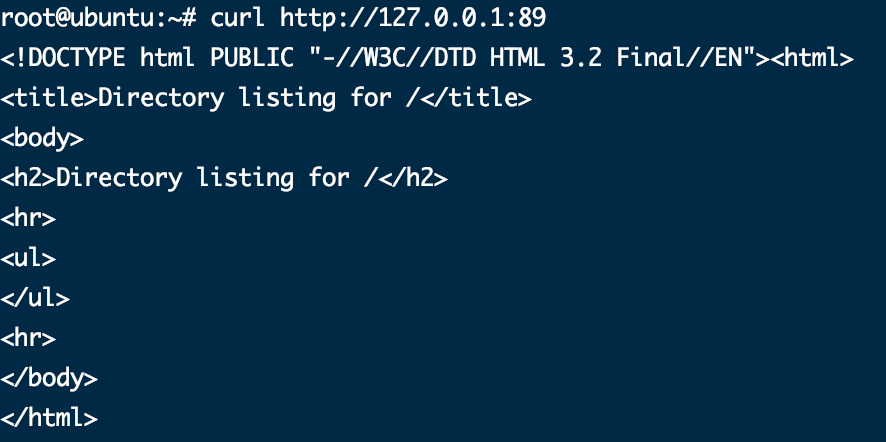 root@ubuntu:~# curl http://127.0.0.1:89
<!DOCTYPE html PUBLIC "-//W3C//DTD HTML 3.2 Final//EN"><html>
<title>Directory listing for /</title>
<body>
<h2>Directory listing for /</h2>
<hr>
<ul>
</ul>
<hr>
</body>
</html>